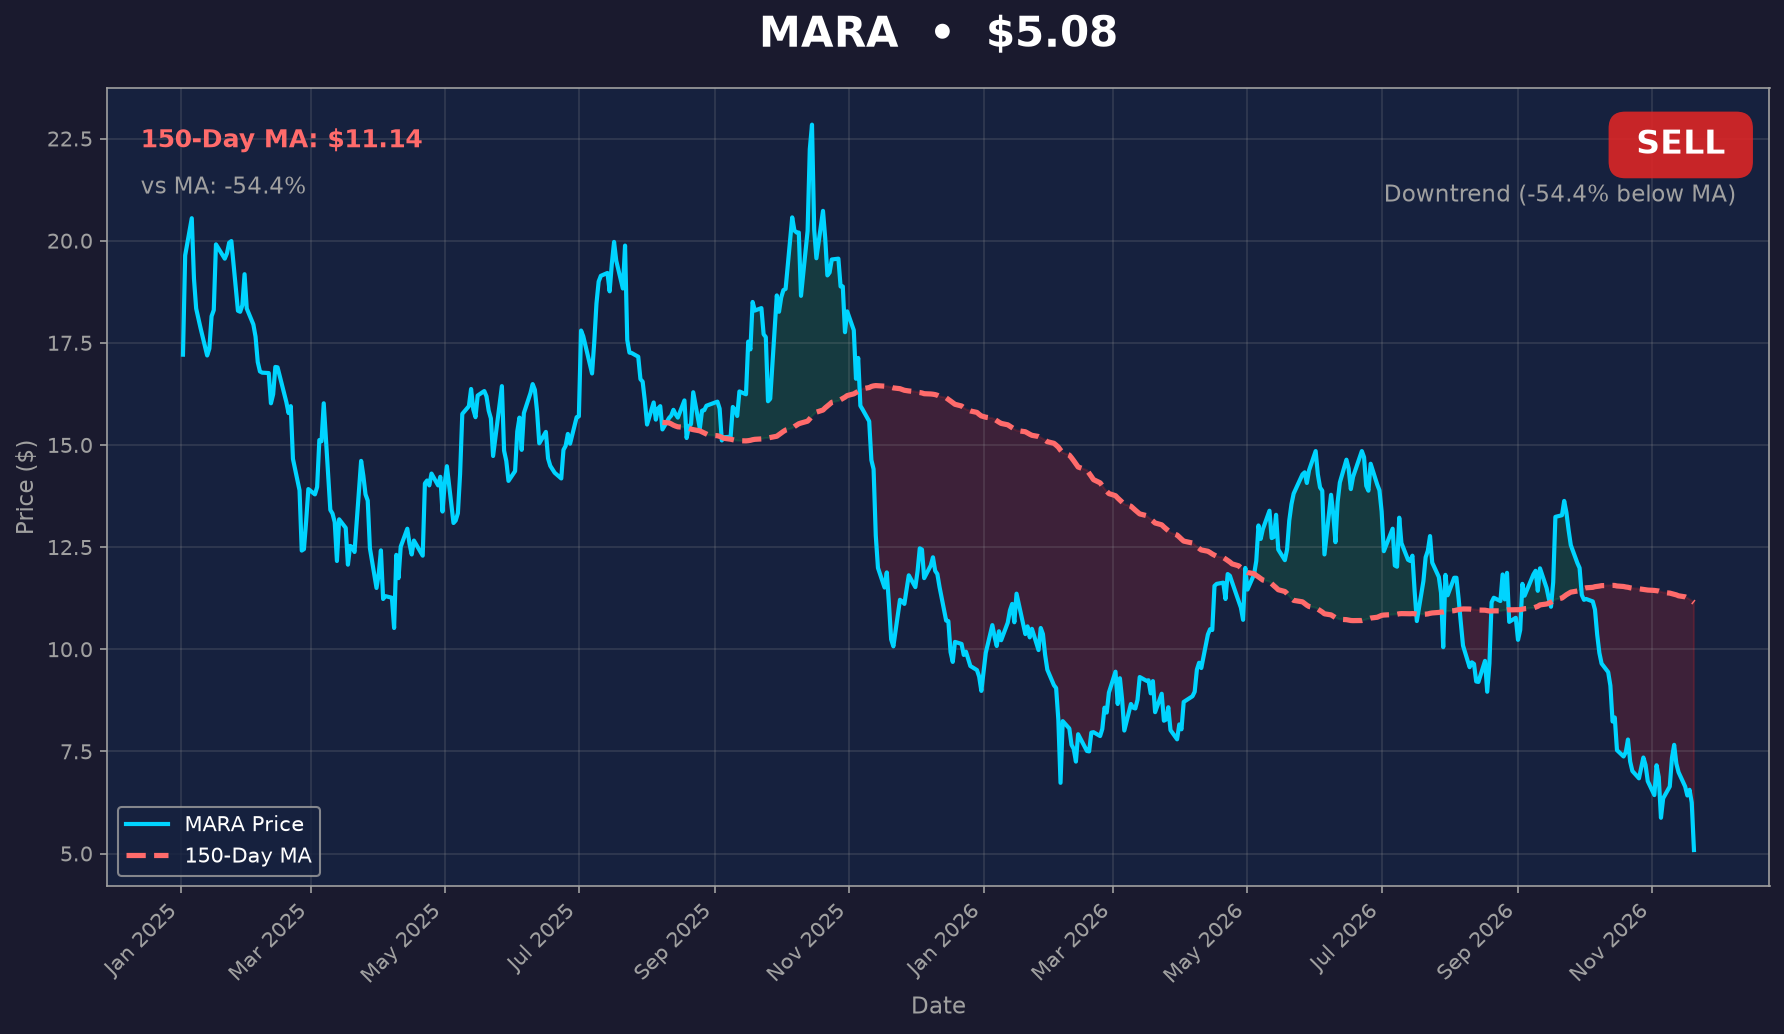 MARA • $5.08
150-Day MA: $11.14
vs MA: -54.4%
SELL
Downtrend (-54.4% below MA)
Price ($)
22.5
20.0
17.5
15.0
12.5
10.0
7.5
5.0
MARA Price
150-Day MA
Jan 2025
Mar 2025
May 2025
Jul 2025
Sep 2025
Nov 2025
Jan 2026
Mar 2026
May 2026
Jul 2026
Sep 2026
Nov 2026
Date